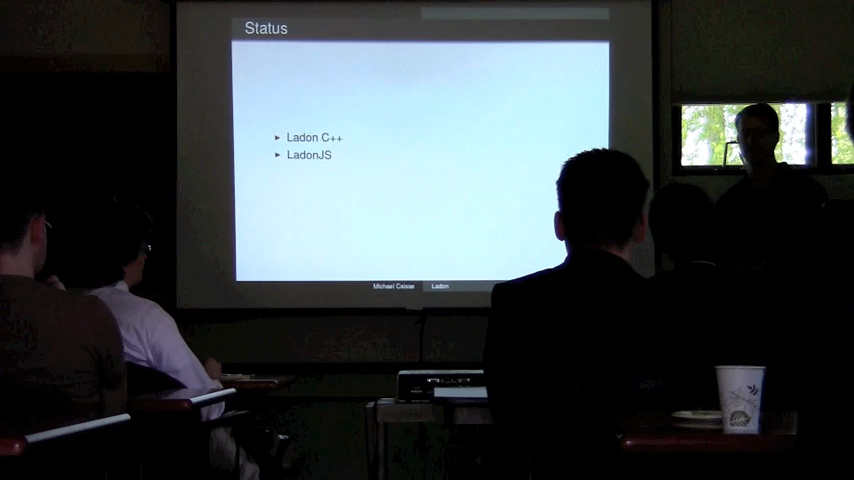 Status
▸ Ladon C++
▸ LadonJS
Michael Caisse Ladon